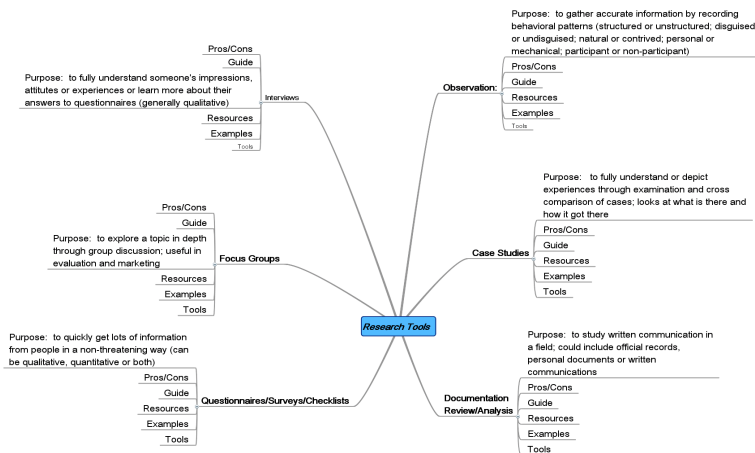 Research Tools
Pros/Cons
Guide
Purpose: to fully understand someone's impressions,
attitutes or experiences or learn more about their
answers to questionnaires (generally qualitative)
Interviews
Resources
Examples
Tools
Pros/Cons
Guide
Purpose: to explore a topic in depth
through group discussion; useful in
evaluation and marketing
Focus Groups
Resources
Examples
Tools
Purpose: to quickly get lots of information
from people in a non-threatening way (can
be qualitative, quantitative or both)
Pros/Cons
Guide
Questionnaires/Surveys/Checklists
Resources
Examples
Tools
Purpose: to gather accurate information by recording
behavioral patterns (structured or unstructured; disguised
or undisguised; natural or contrived; personal or
mechanical; participant or non-participant)
Pros/Cons
Observation:
Guide
Resources
Examples
Tools
Purpose: to fully understand or depict
experiences through examination and cross
comparison of cases; looks at what is there and
how it got there
Pros/Cons
Guide
Case Studies
Resources
Examples
Tools
Purpose: to study written communication in
a field; could include official records,
personal documents or written
communications
Pros/Cons
Documentation
Review/Analysis
Guide
Resources
Examples
Tools